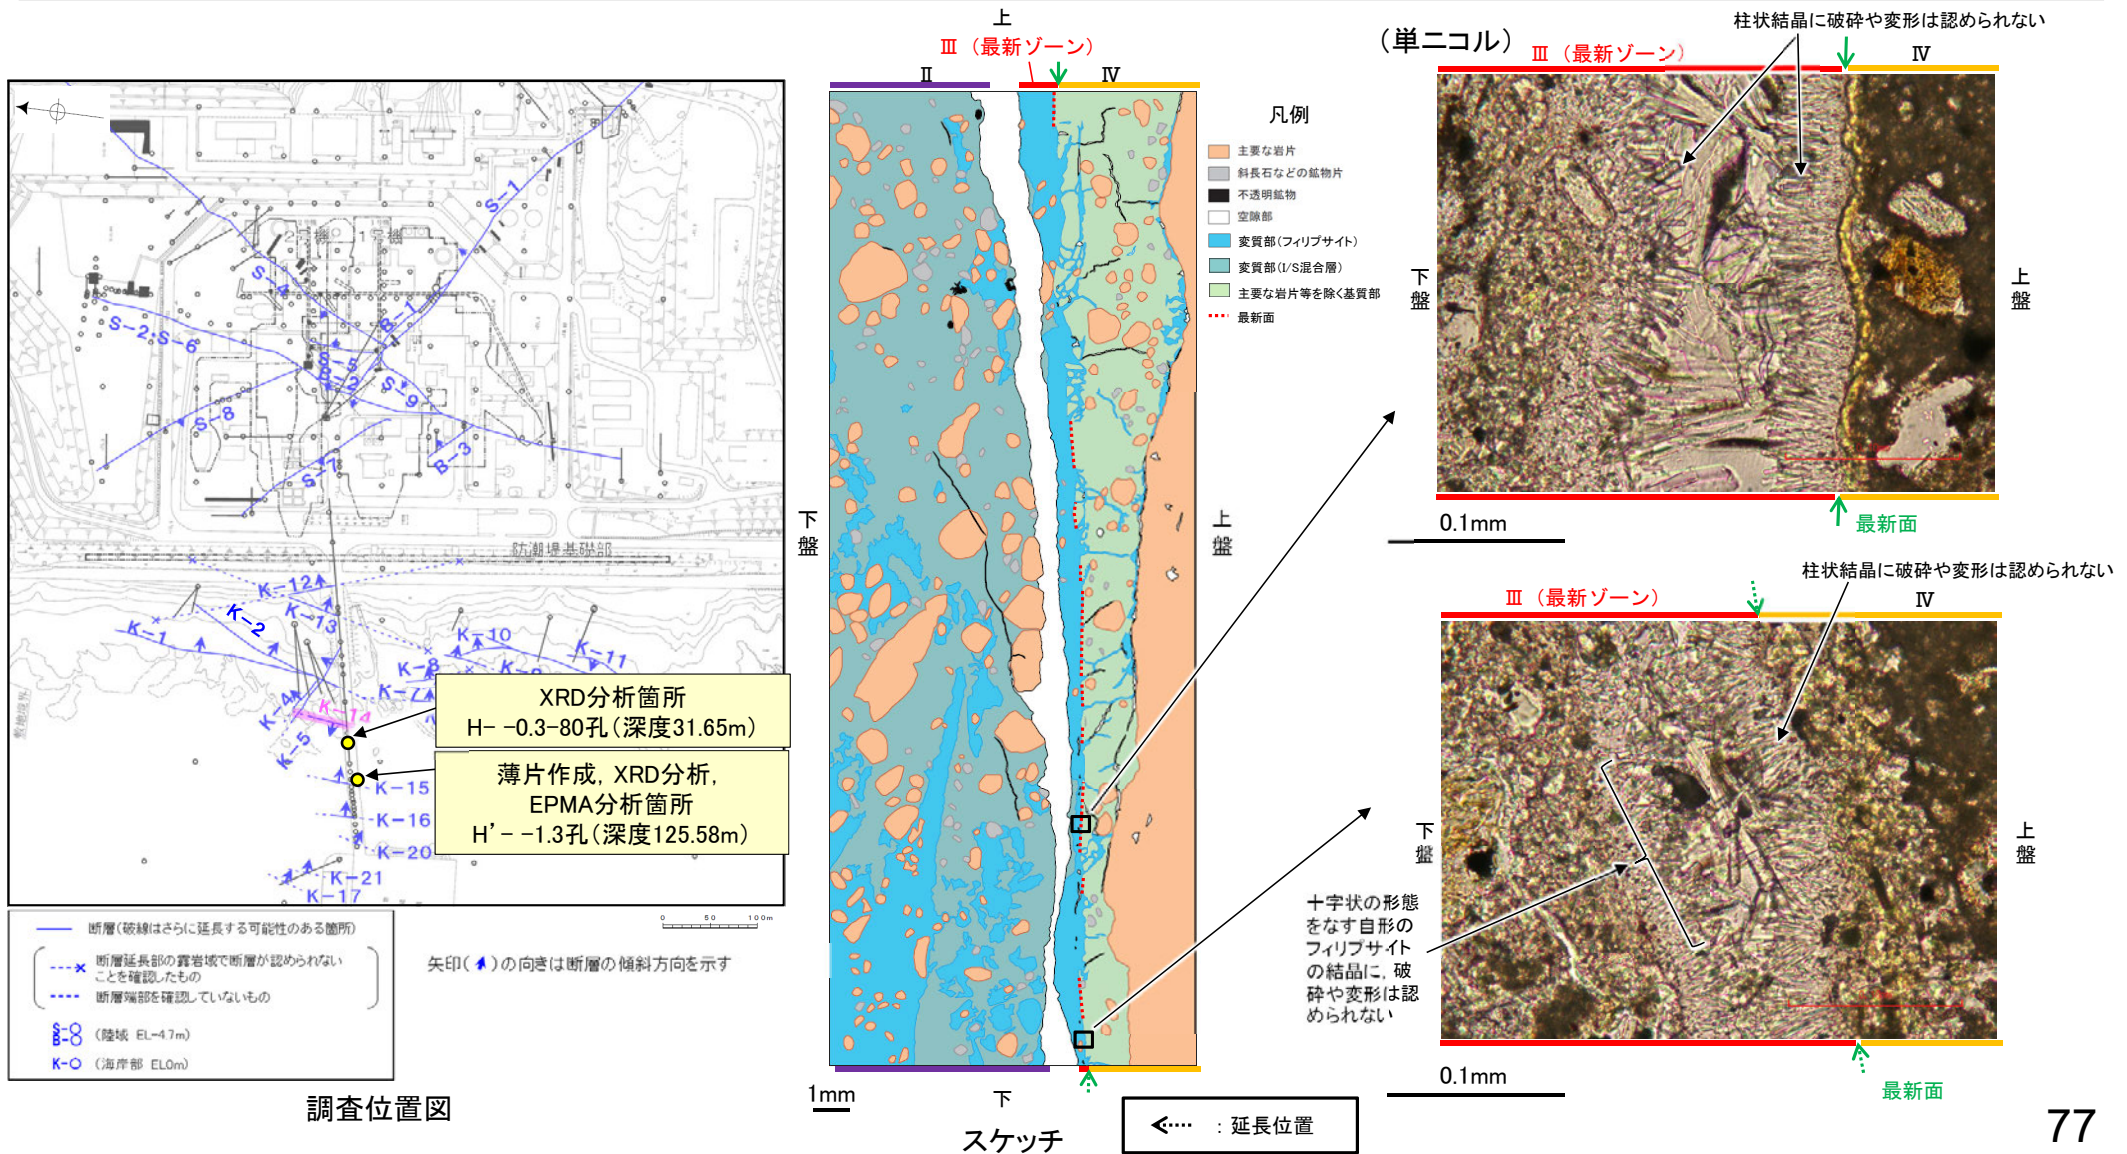 上
Ⅲ（最新ゾーン）
Ⅱ
Ⅳ
（単ニコル）
柱状結晶に破砕や変形は認められない
Ⅲ（最新ゾーン）
Ⅳ
凡例
主要な岩片
斜長石などの鉱物片
不透明鉱物
空隙部
変質部(フィリプサイト)
変質部(I/S混合層)
主要な岩片等を除く基質部
最新面
下盤
上盤
下盤
上盤
0.1mm
最新面
柱状結晶に破砕や変形は認められない
Ⅲ（最新ゾーン）
Ⅳ
下盤
上盤
十字状の形態
をなす自形の
フィリプサイト
の結晶に，破
砕や変形は認
められない
0.1mm
最新面
1mm
下
スケッチ
：延長位置
S-1
S-4
B-1
S-2・S-6
S-5
B-2
S-9
S-8
S-7
B-3
防潮堤基礎部
K-12
K-13
K-2
K-1
K-10
K-11
K-8
K-7
K-4
K-14
K-5
XRD分析箇所
H- -0.3-80孔（深度31.65m）
薄片作成，XRD分析，
EPMA分析箇所
H’- -1.3孔（深度125.58m）
K-15
K-16
K-20
K-21
K-17
0 50 100m
断層(破線はさらに延長する可能性のある箇所)
断層延長部の露岩域で断層が認められない
ことを確認したもの
断層端部を確認していないもの
S-○
B-○
(陸域 EL-4.7m)
K-○ (海岸部 EL0m)
矢印( )の向きは断層の傾斜方向を示す
調査位置図
77